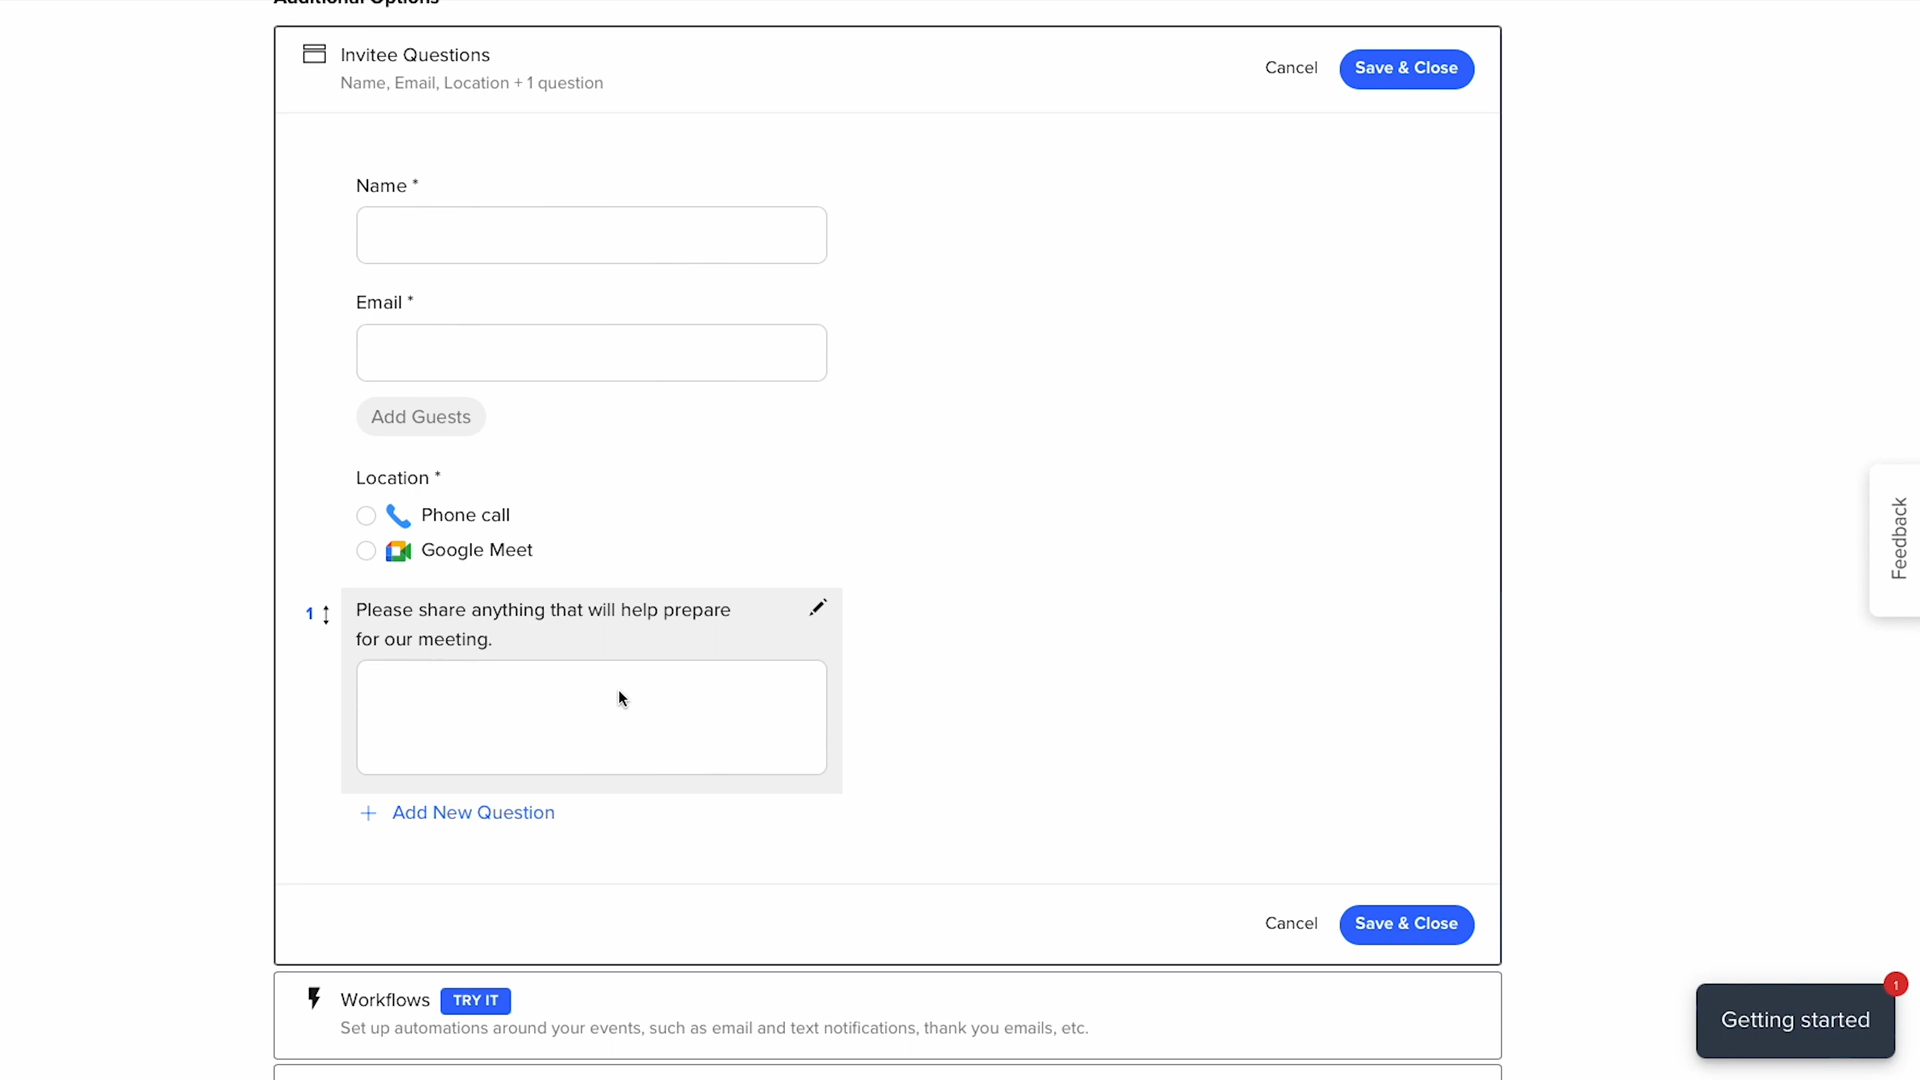 Additional Options
Invitee Questions
Name, Email, Location + 1 question
Cancel
Save & Close
Name *
Email *
Add Guests
Location *
Phone call
Google Meet
1
Please share anything that will help prepare
for our meeting.
+ Add New Question
Cancel
Save & Close
Workflows TRY IT
Set up automations around your events, such as email and text notifications, thank you emails, etc.
Feedback
1
Getting started